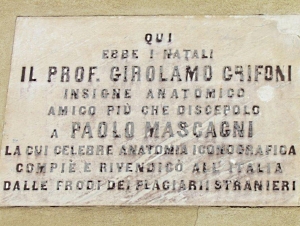 QUI
EBBE I NATALI
IL PROF. GIROLAMO GRIFONI
INSIGNE ANATOMICO
AMICO PIÙ CHE DISCEPOLO
A PAOLO MASCAGNI
LA CUI CELEBRE ANATOMIA ICONOGRAFICA
COMPIÈ E RIVENDICÒ ALL'ITALIA
DALLE FRODI DEI PLAGIARII STRANIERI